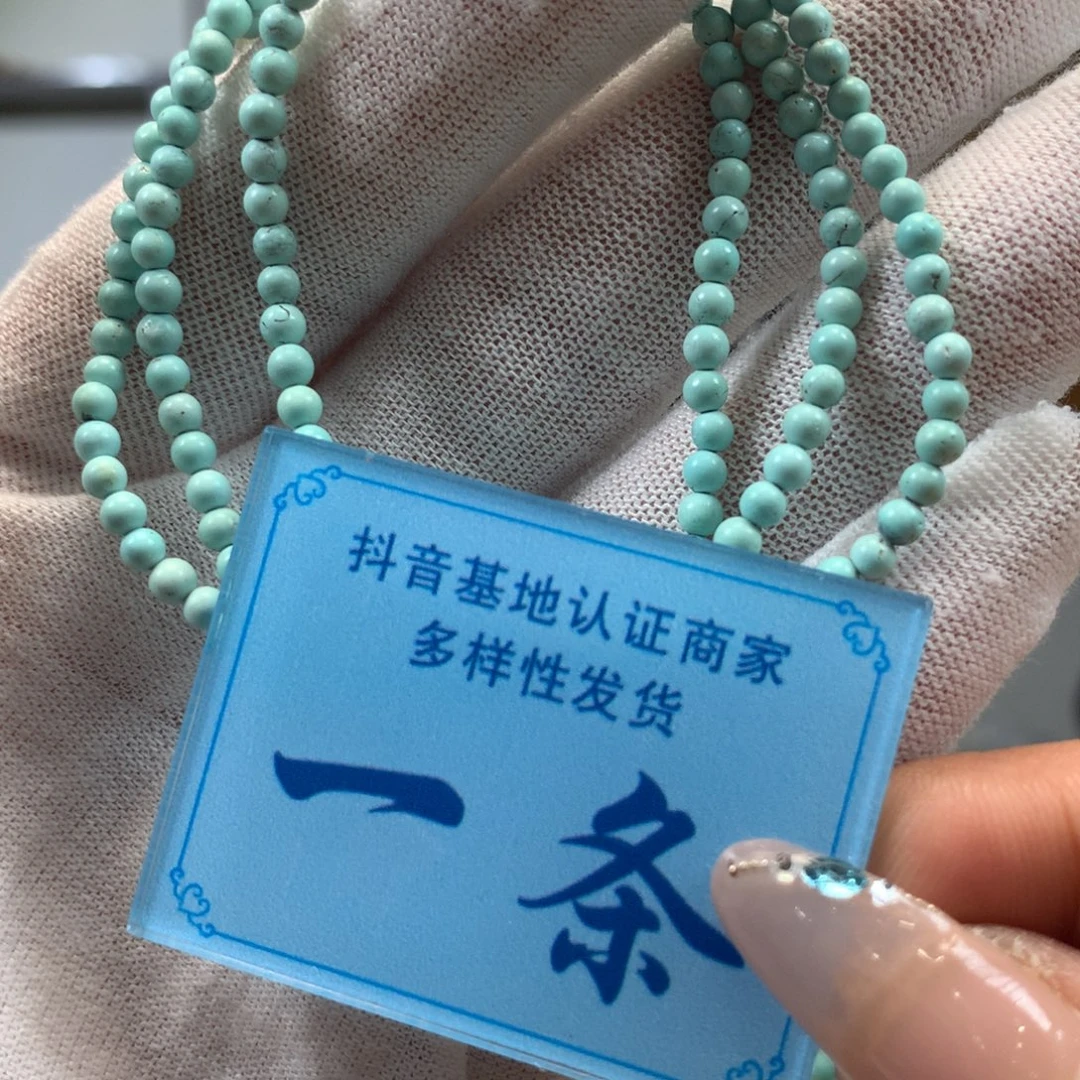 抖音基地认证商家
多样性发货
一条